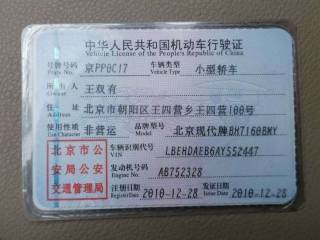 中华人民共和国机动车行驶证
Vehicle License of the People's Republic of China
号牌号码 京PP0C17 车辆类型 小型轿车
Plate No. Vehicle Type
所有人 王双有
Owner
住址 北京市朝阳区王四营乡王四营100号
Address
使用性质 非营运 品牌型号 北京现代牌BH7160BMY
Use Character Model
北京市公 车辆识别代号 LBEHDAEB6AY552447
VIN
安局公安 发动机号码 AB752328
Engine No.
交通管理局 注册日期 2010-12-28 发证日期 2010-12-28
Register Date Issue Date